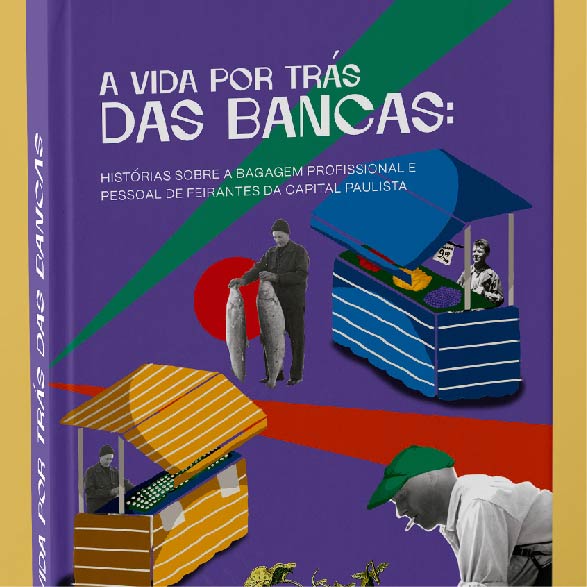 A VIDA POR TRÁS
DAS BANCAS:
HISTÓRIAS SOBRE A BAGAGEM PROFISSIONAL E
PESSOAL DE FEIRANTES DA CAPITAL PAULISTA
VIDA POR TRÁS DAS BANCAS